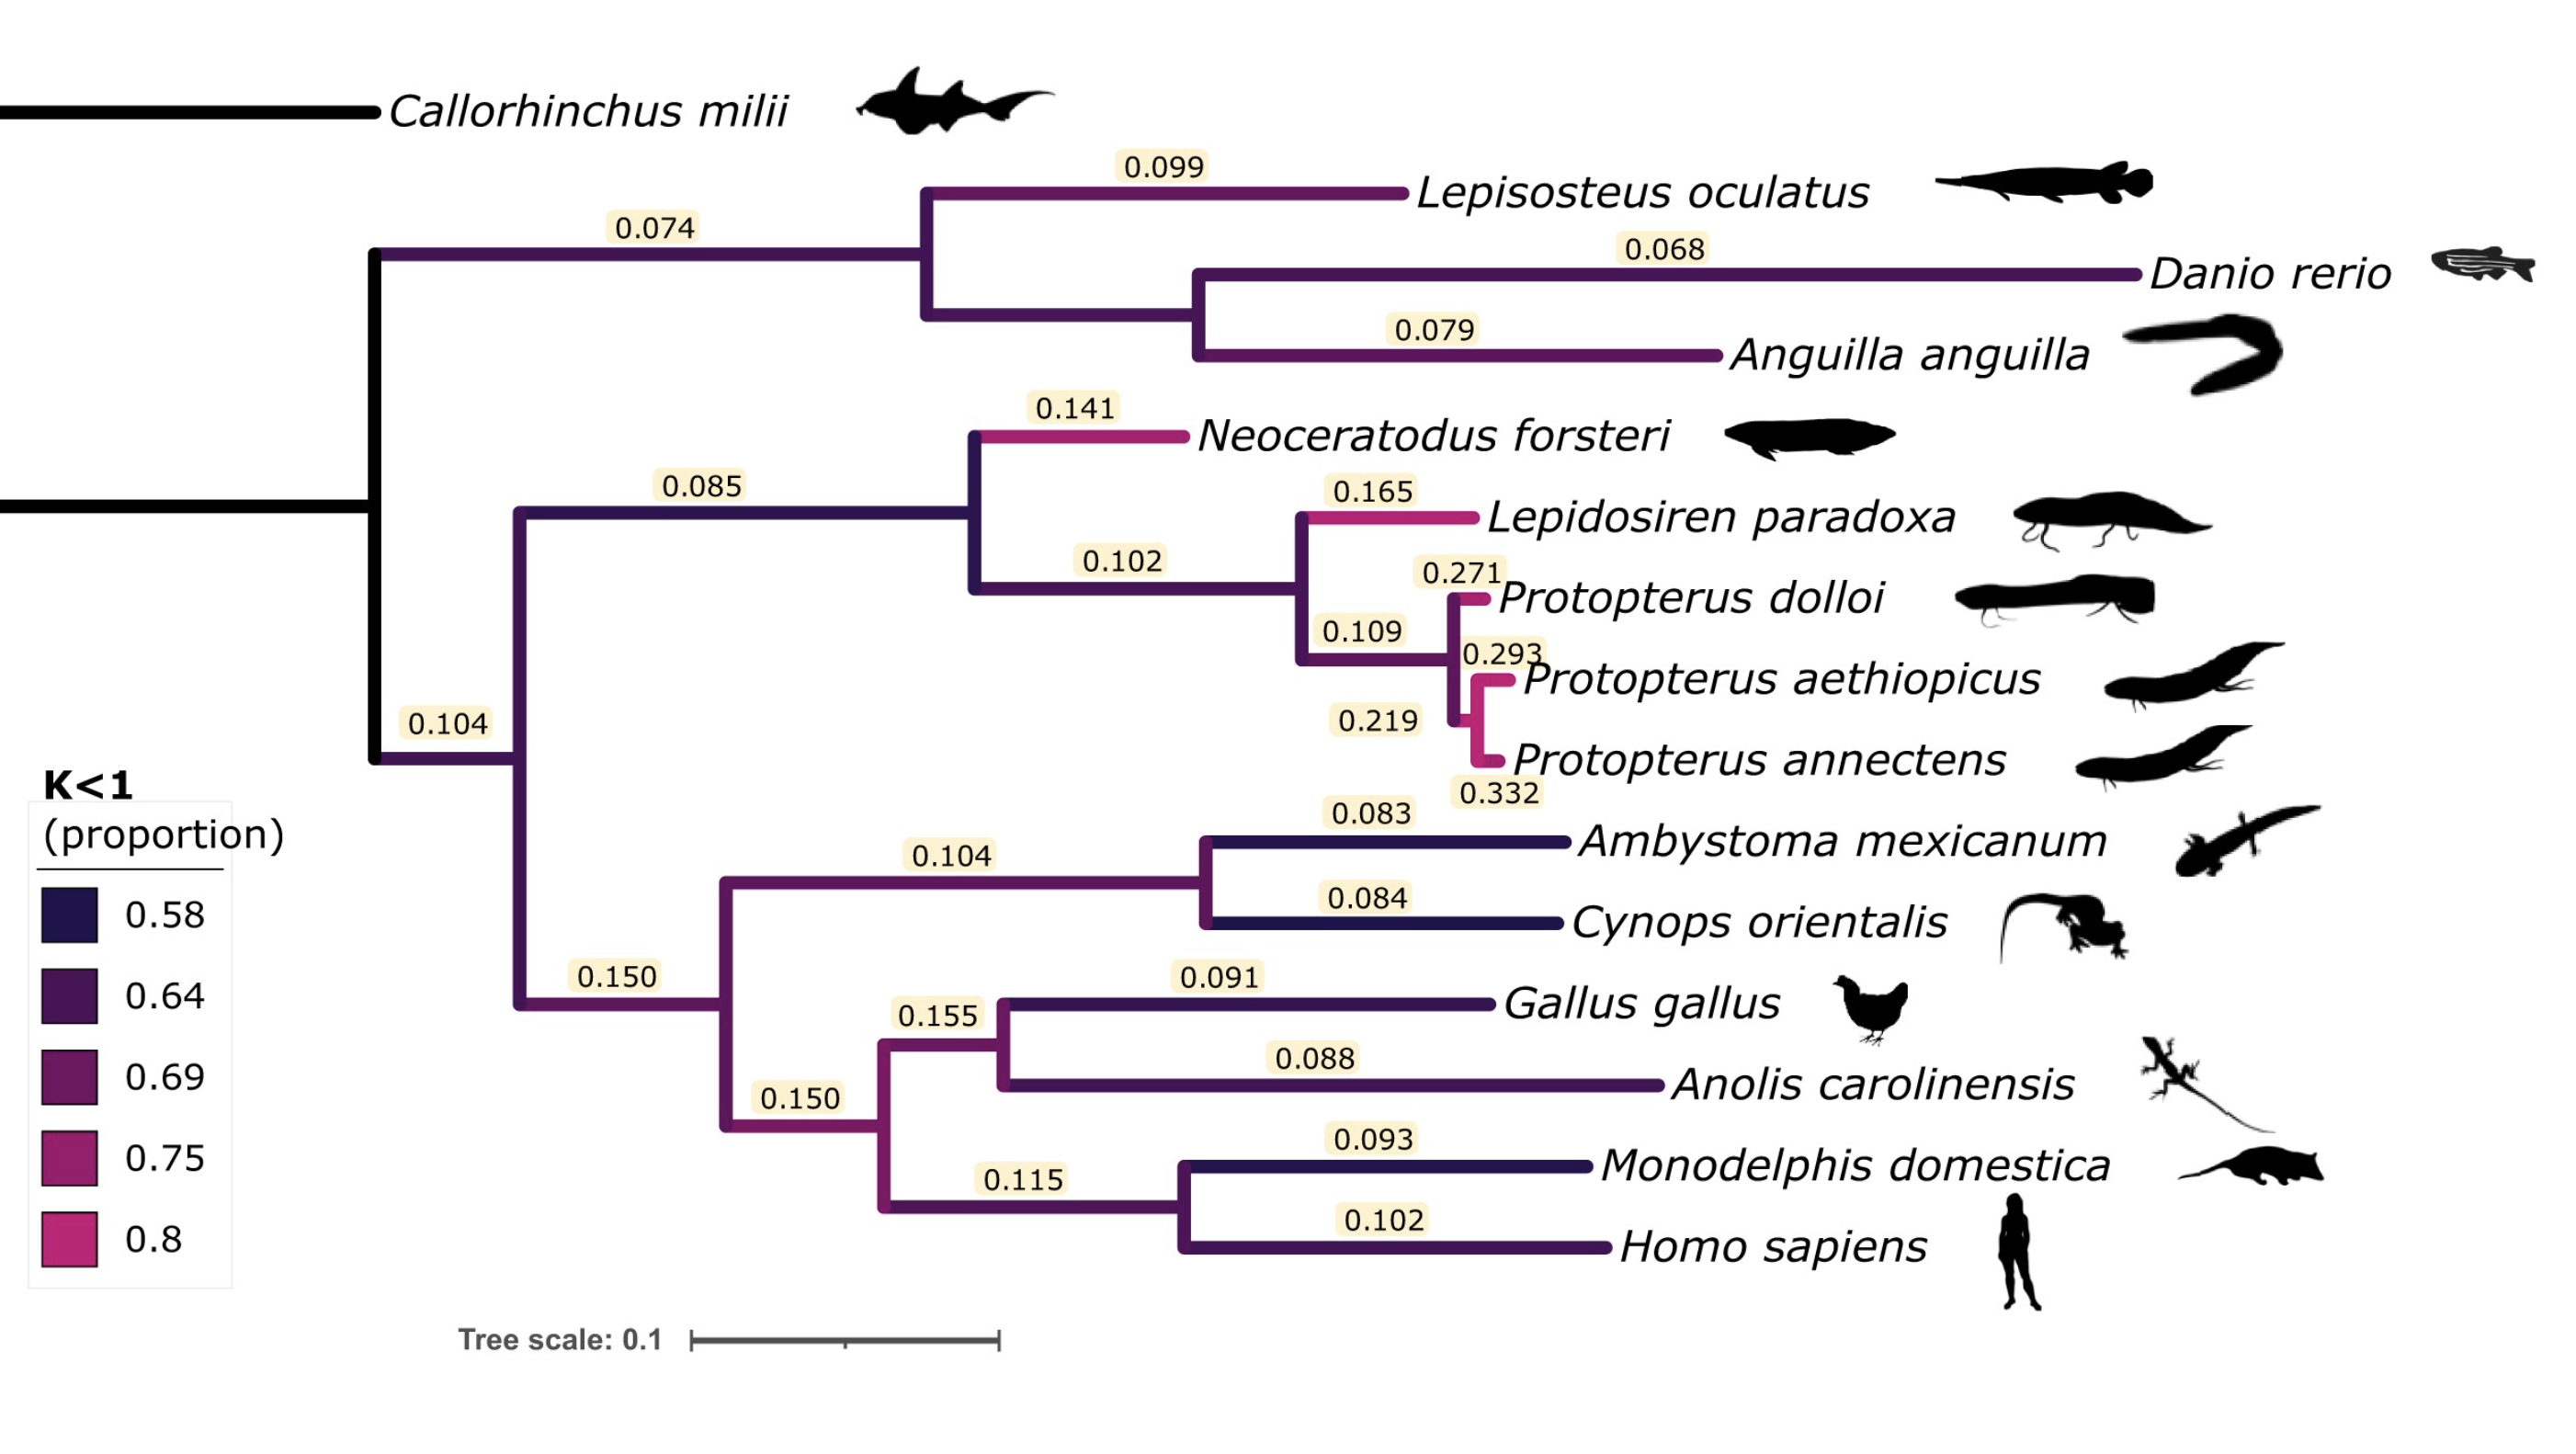 Callorhinchus milii
0.099
Lepisosteus oculatus
0.074
0.068
Danio rerio
0.079
Anguilla anguilla
0.141
Neoceratodus forsteri
0.085
0.165
Lepidosiren paradoxa
0.102
0.271
Protopterus dolloi
0.109
0.293
Protopterus aethiopicus
0.219
0.104
Protopterus annectens
0.332
K<1
(proportion)
0.58
0.64
0.69
0.75
0.8
0.083
Ambystoma mexicanum
0.104
0.084
Cynops orientalis
0.150
0.091
Gallus gallus
0.155
0.088
Anolis carolinensis
0.150
0.093
Monodelphis domestica
0.115
0.102
Homo sapiens
Tree scale: 0.1